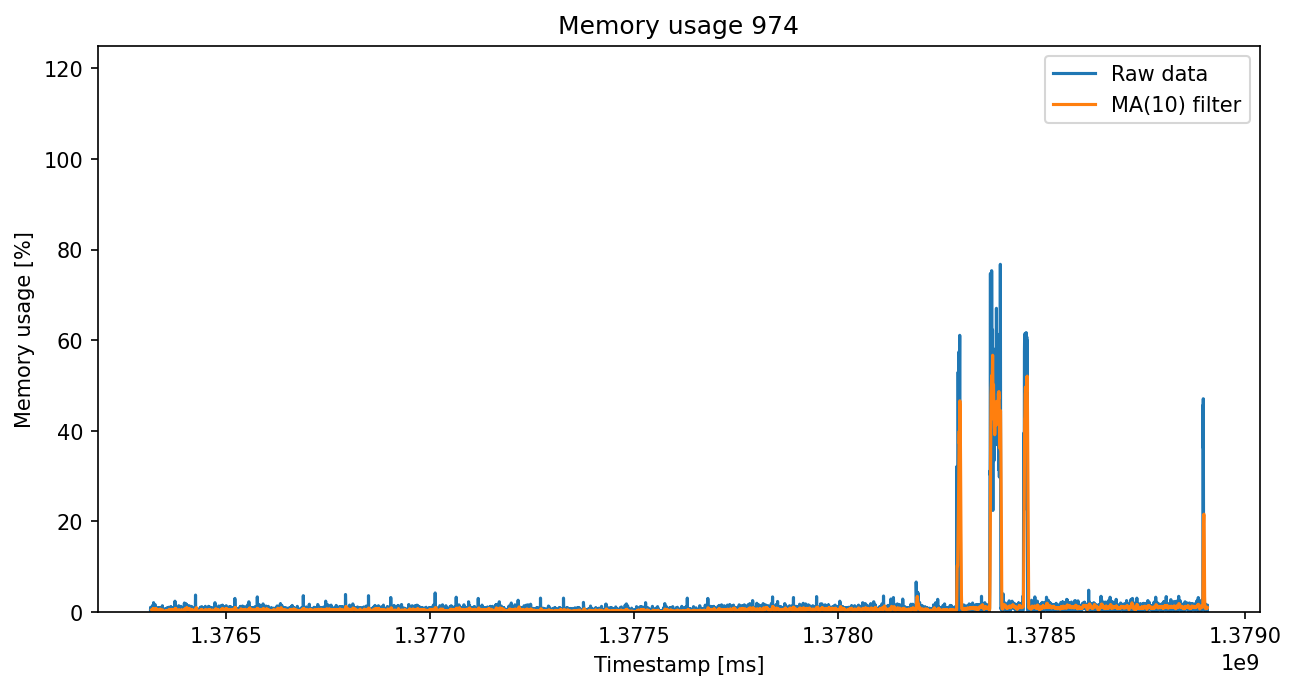 Memory usage 974
Raw data
MA(10) filter
Memory usage [%]
120
100
80
60
40
20
0
1.3765 1.3770 1.3775 1.3780 1.3785 1.3790
1e9
Timestamp [ms]